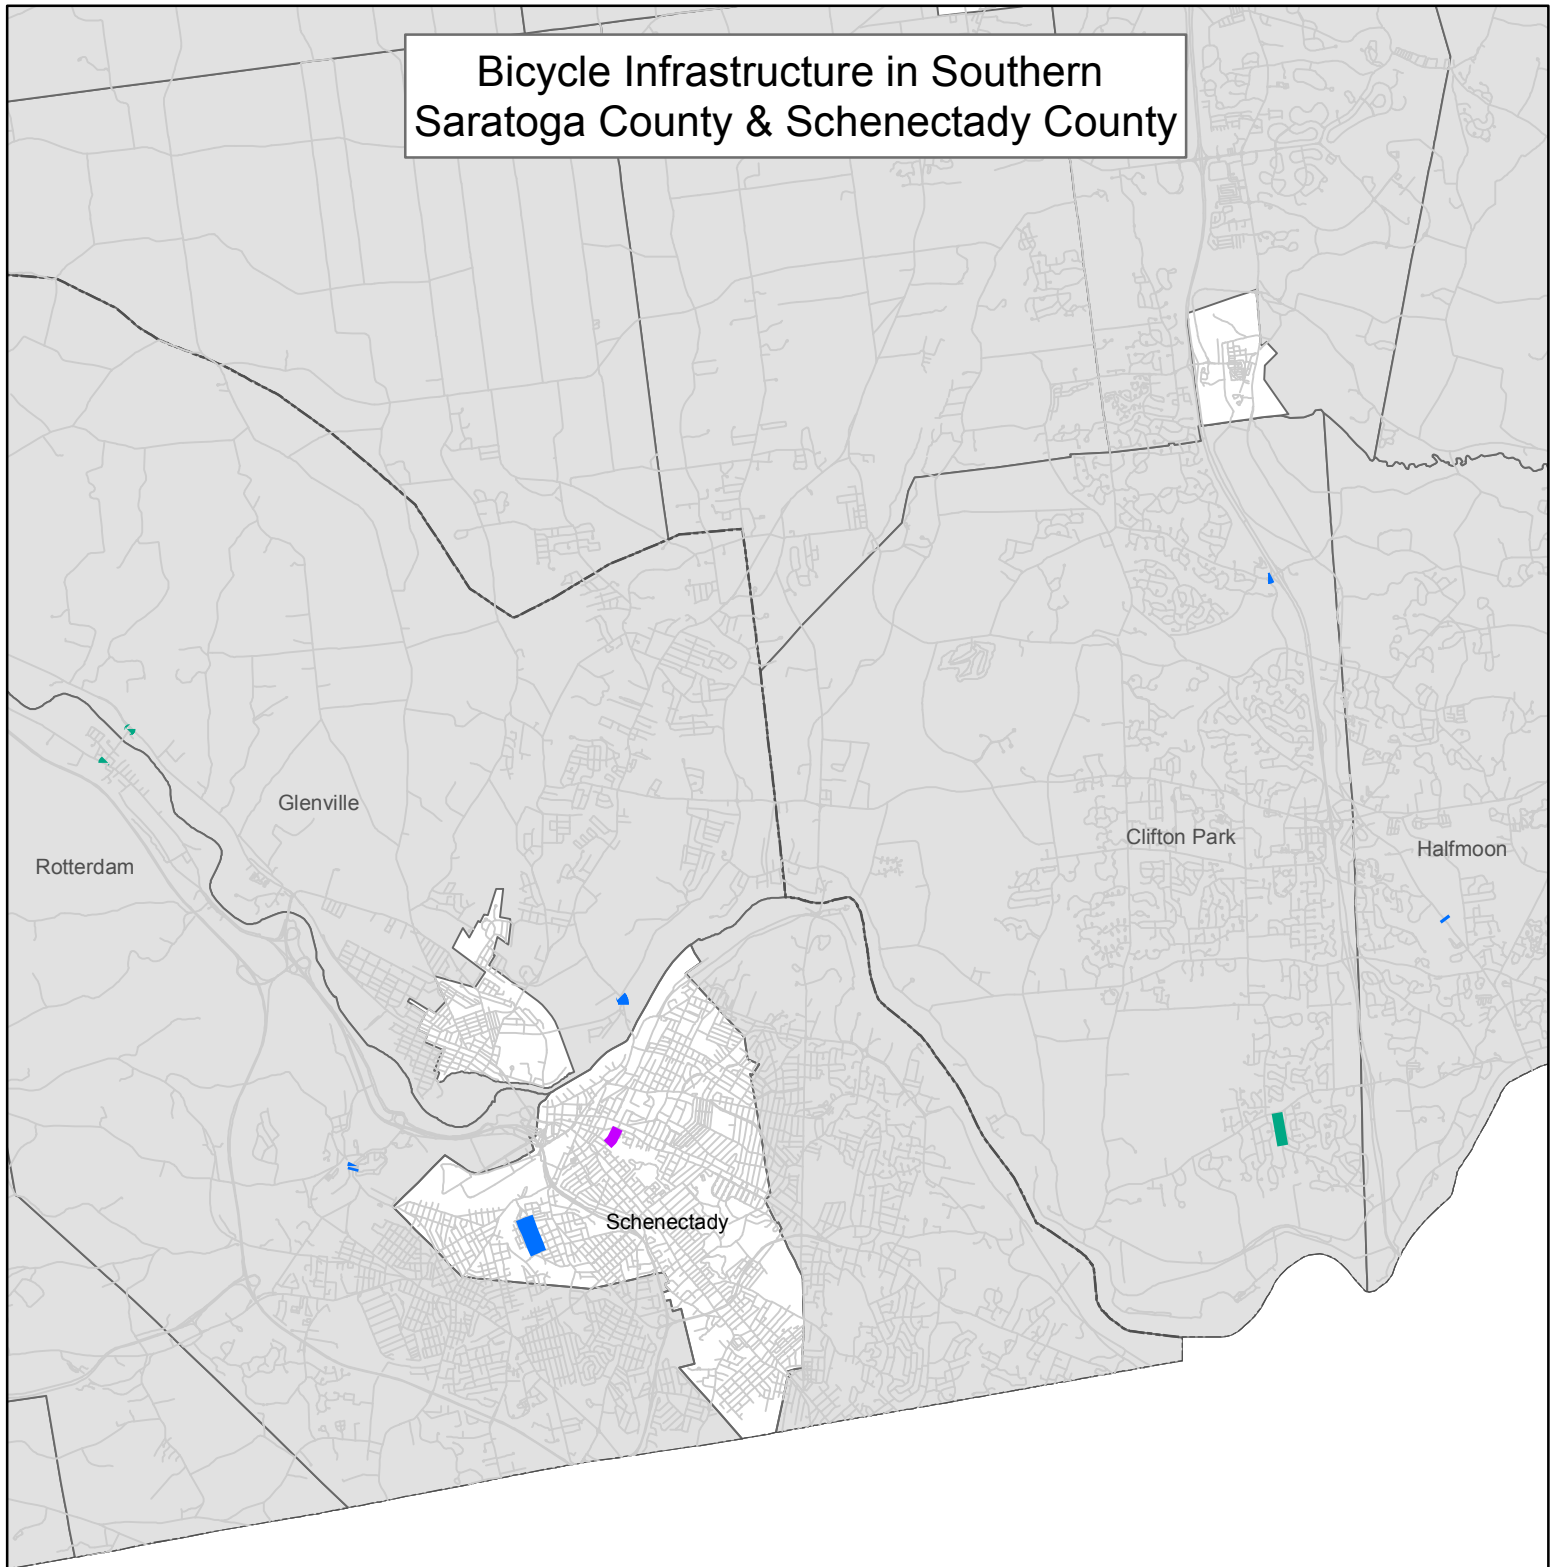 Bicycle Infrastructure in Southern
Saratoga County & Schenectady County
Glenville
Clifton Park
Halfmoon
Rotterdam
Schenectady